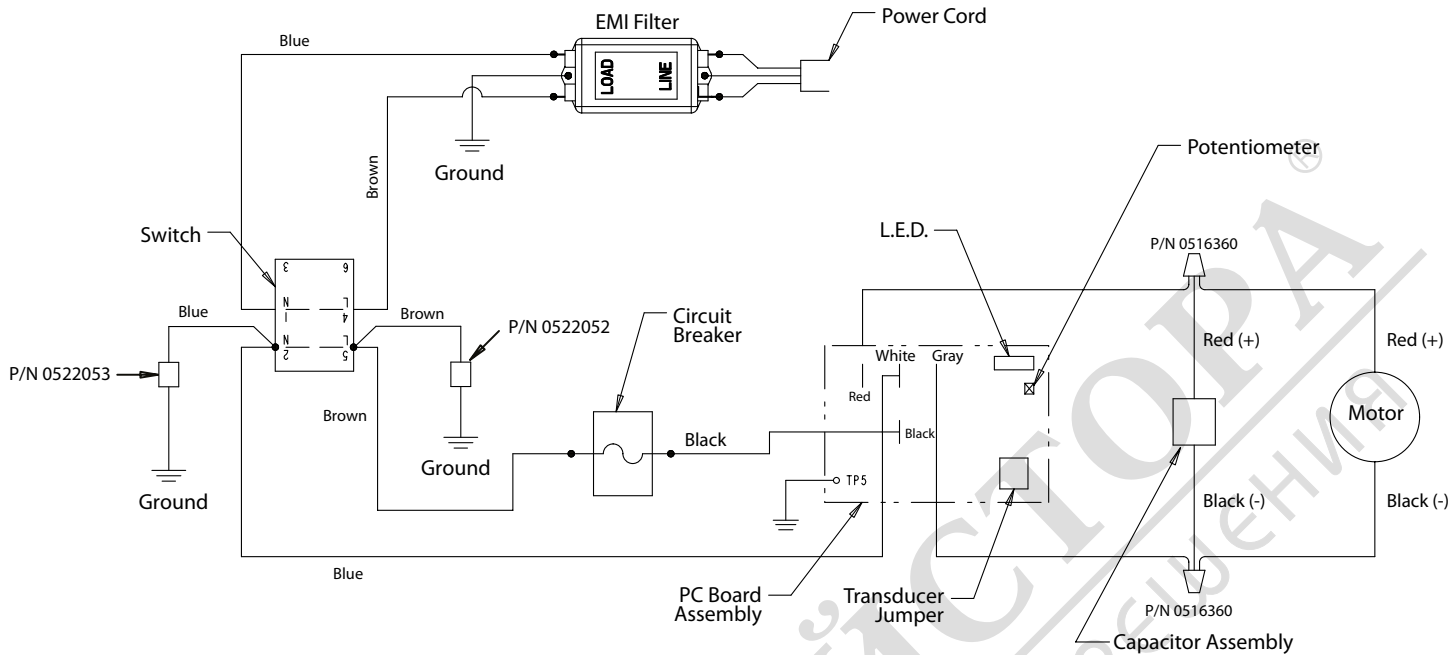 EMI Filter
Power Cord
Blue
LOAD
LINE
Ground
Brown
Potentiometer
Switch
L.E.D.
P/N 0516360
3
6
N
1
L
4
N
2
L
5
Blue
Brown
P/N 0522052
Circuit
Breaker
P/N 0522053
White
Gray
Red
Red (+)
Red (+)
Motor
Brown
Black
Black
Ground
Ground
TP5
Black (-)
Black (-)
Blue
PC Board
Assembly
Transducer
Jumper
P/N 0516360
Capacitor Assembly
®
ЙСТОРА
РЕШЕНИЯ